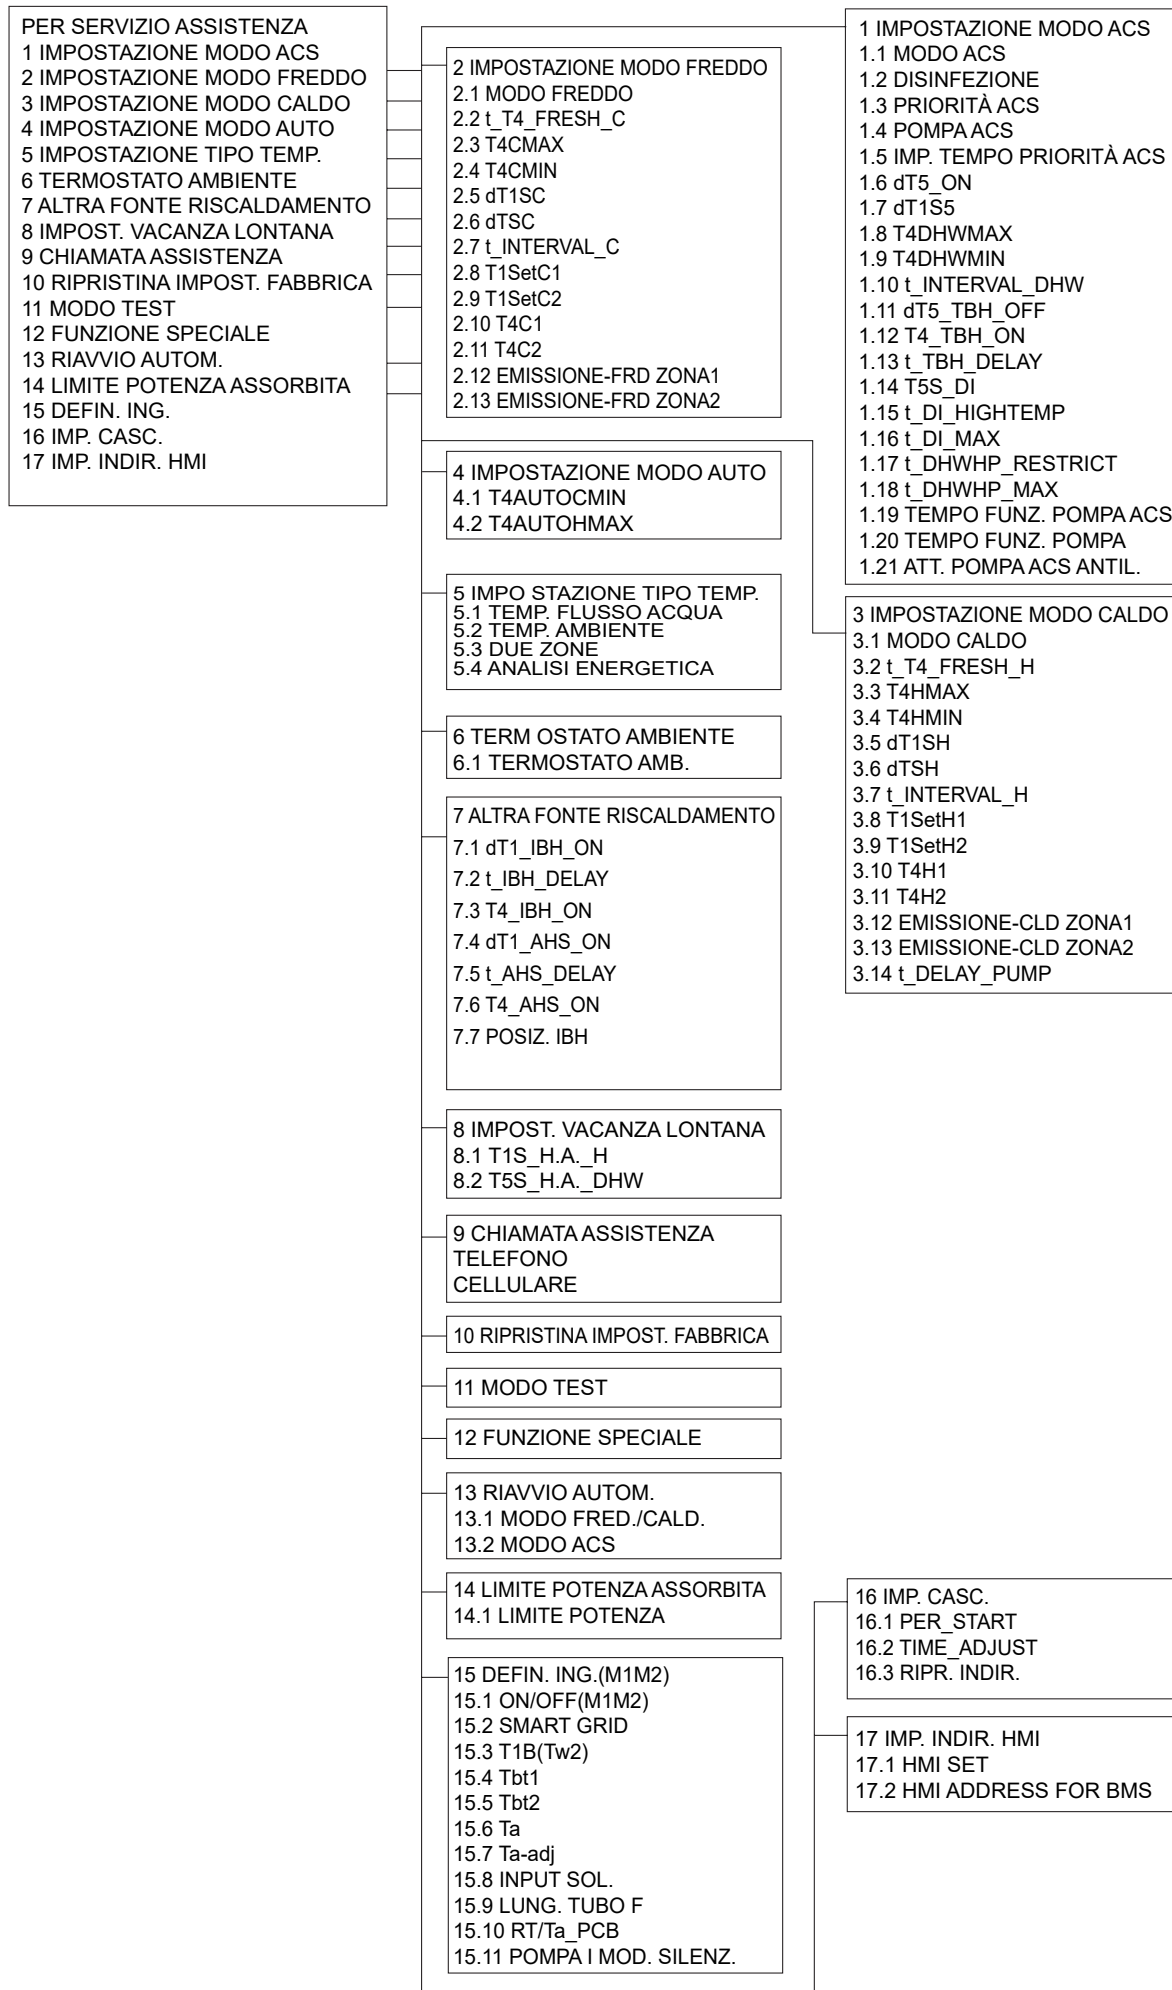 PER SERVIZIO ASSISTENZA
1 IMPOSTAZIONE MODO ACS
2 IMPOSTAZIONE MODO FREDDO
3 IMPOSTAZIONE MODO CALDO
4 IMPOSTAZIONE MODO AUTO
5 IMPOSTAZIONE TIPO TEMP.
6 TERMOSTATO AMBIENTE
7 ALTRA FONTE RISCALDAMENTO
8 IMPOST. VACANZA LONTANA
9 CHIAMATA ASSISTENZA
10 RIPRISTINA IMPOST. FABBRICA
11 MODO TEST
12 FUNZIONE SPECIALE
13 RIAVVIO AUTOM.
14 LIMITE POTENZA ASSORBITA
15 DEFIN. ING.
16 IMP. CASC.
17 IMP. INDIR. HMI
2 IMPOSTAZIONE MODO FREDDO
2.1 MODO FREDDO
2.2 t_T4_FRESH_C
2.3 T4CMAX
2.4 T4CMIN
2.5 dT1SC
2.6 dTSC
2.7 t_INTERVAL_C
2.8 T1SetC1
2.9 T1SetC2
2.10 T4C1
2.11 T4C2
2.12 EMISSIONE-FRD ZONA1
2.13 EMISSIONE-FRD ZONA2
4 IMPOSTAZIONE MODO AUTO
4.1 T4AUTOCMIN
4.2 T4AUTOHMAX
5 IMPO STAZIONE TIPO TEMP.
5.1 TEMP. FLUSSO ACQUA
5.2 TEMP. AMBIENTE
5.3 DUE ZONE
5.4 ANALISI ENERGETICA
6 TERM OSTATO AMBIENTE
6.1 TERMOSTATO AMB.
7 ALTRA FONTE RISCALDAMENTO
7.1 dT1_IBH_ON
7.2 t_IBH_DELAY
7.3 T4_IBH_ON
7.4 dT1_AHS_ON
7.5 t_AHS_DELAY
7.6 T4_AHS_ON
7.7 POSIZ. IBH
8 IMPOST. VACANZA LONTANA
8.1 T1S_H.A._H
8.2 T5S_H.A._DHW
9 CHIAMATA ASSISTENZA
TELEFONO
CELLULARE
10 RIPRISTINA IMPOST. FABBRICA
11 MODO TEST
12 FUNZIONE SPECIALE
13 RIAVVIO AUTOM.
13.1 MODO FRED./CALD.
13.2 MODO ACS
14 LIMITE POTENZA ASSORBITA
14.1 LIMITE POTENZA
15 DEFIN. ING.(M1M2)
15.1 ON/OFF(M1M2)
15.2 SMART GRID
15.3 T1B(Tw2)
15.4 Tbt1
15.5 Tbt2
15.6 Ta
15.7 Ta-adj
15.8 INPUT SOL.
15.9 LUNG. TUBO F
15.10 RT/Ta_PCB
15.11 POMPA I MOD. SILENZ.
1 IMPOSTAZIONE MODO ACS
1.1 MODO ACS
1.2 DISINFEZIONE
1.3 PRIORITÀ ACS
1.4 POMPA ACS
1.5 IMP. TEMPO PRIORITÀ ACS
1.6 dT5_ON
1.7 dT1S5
1.8 T4DHWMAX
1.9 T4DHWMIN
1.10 t_INTERVAL_DHW
1.11 dT5_TBH_OFF
1.12 T4_TBH_ON
1.13 t_TBH_DELAY
1.14 T5S_DI
1.15 t_DI_HIGHTEMP
1.16 t_DI_MAX
1.17 t_DHWHP_RESTRICT
1.18 t_DHWHP_MAX
1.19 TEMPO FUNZ. POMPA ACS
1.20 TEMPO FUNZ. POMPA
1.21 ATT. POMPA ACS ANTIL.
3 IMPOSTAZIONE MODO CALDO
3.1 MODO CALDO
3.2 t_T4_FRESH_H
3.3 T4HMAX
3.4 T4HMIN
3.5 dT1SH
3.6 dTSH
3.7 t_INTERVAL_H
3.8 T1SetH1
3.9 T1SetH2
3.10 T4H1
3.11 T4H2
3.12 EMISSIONE-CLD ZONA1
3.13 EMISSIONE-CLD ZONA2
3.14 t_DELAY_PUMP
16 IMP. CASC.
16.1 PER_START
16.2 TIME_ADJUST
16.3 RIPR. INDIR.
17 IMP. INDIR. HMI
17.1 HMI SET
17.2 HMI ADDRESS FOR BMS